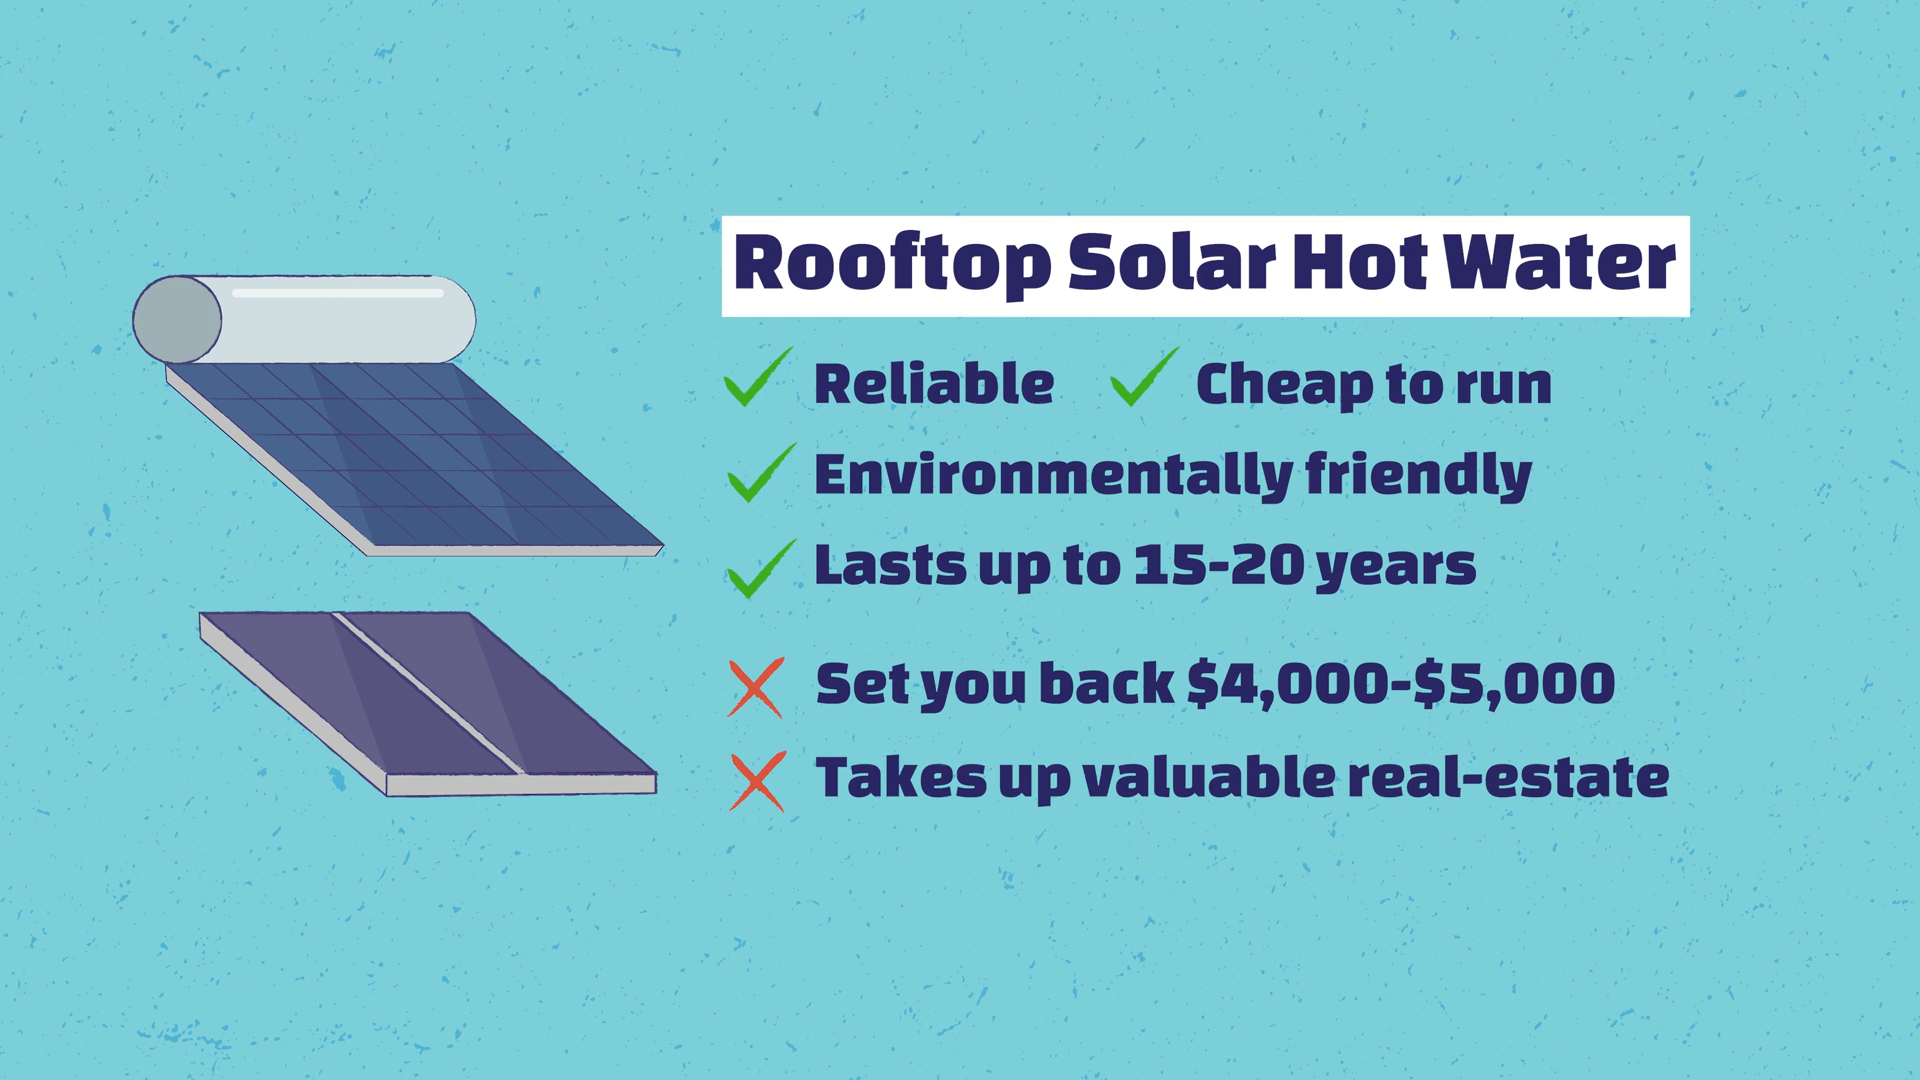 Rooftop Solar Hot Water
Reliable Cheap to run
Environmentally friendly
Lasts up to 15-20 years
Set you back $4,000-$5,000
Takes up valuable real-estate